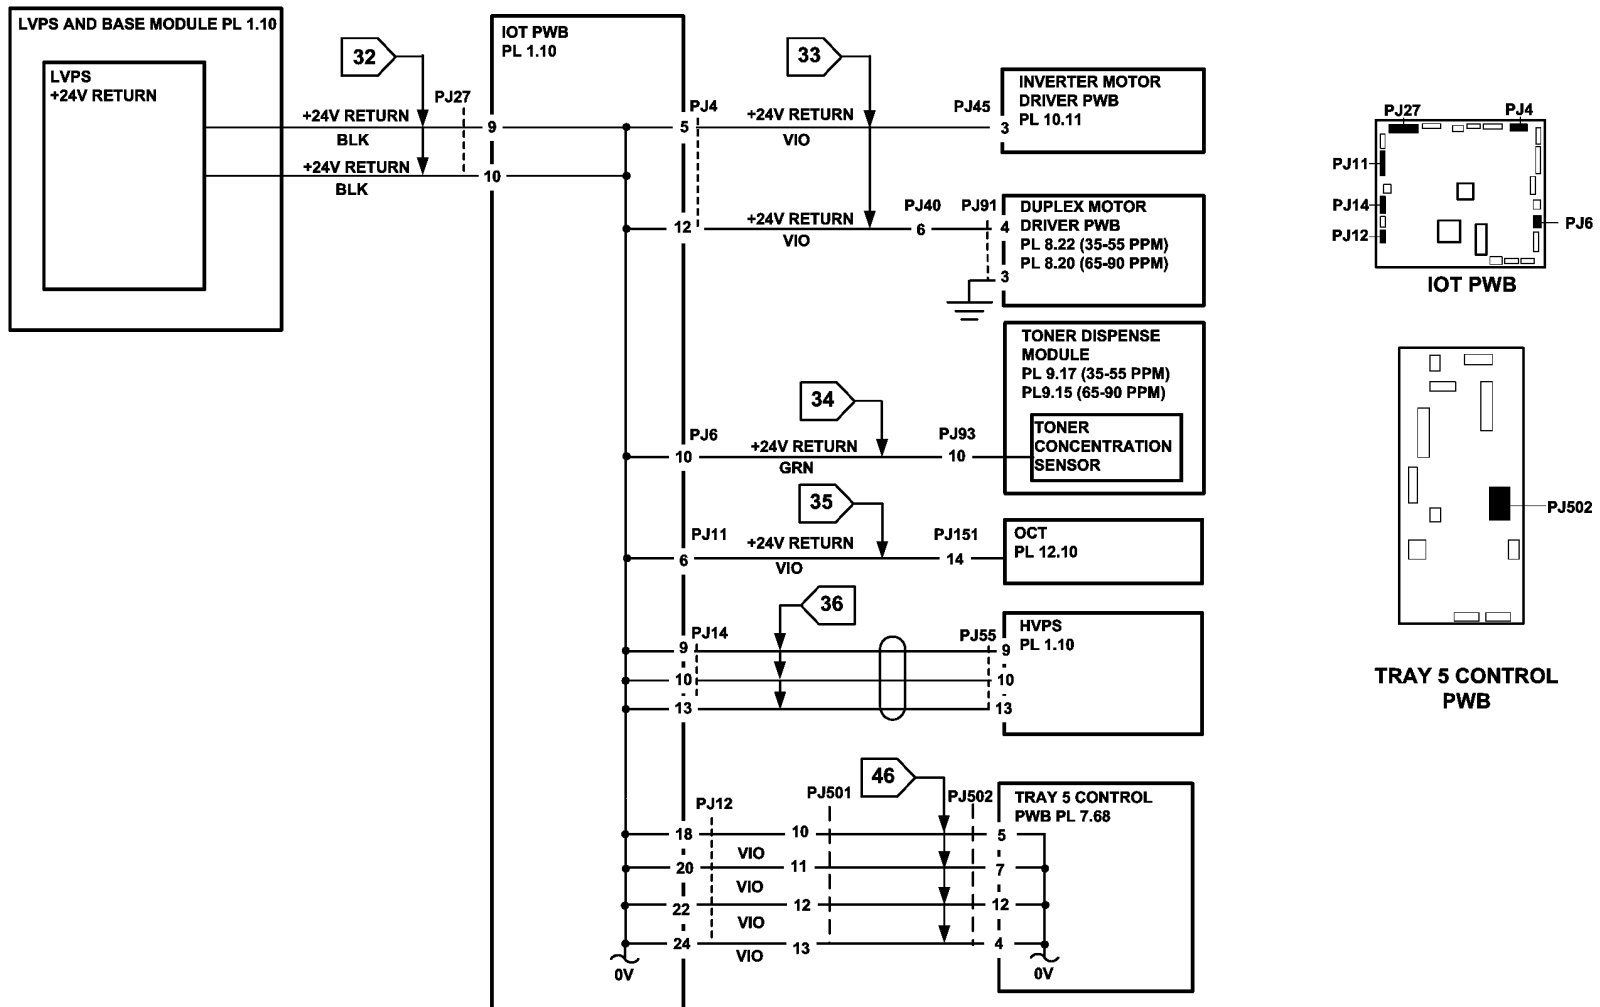 LVPS AND BASE MODULE PL 1.10
LVPS
+24V RETURN
32
PJ27
+24V RETURN
BLK
9
+24V RETURN
BLK
10
IOT PWB
PL 1.10
33
PJ4
5
+24V RETURN
VIO
PJ45
3
INVERTER MOTOR
DRIVER PWB
PL 10.11
12
+24V RETURN
VIO
PJ40
6
PJ91
4
3
DUPLEX MOTOR
DRIVER PWB
PL 8.22 (35-55 PPM)
PL 8.20 (65-90 PPM)
TONER DISPENSE
MODULE
PL 9.17 (35-55 PPM)
PL9.15 (65-90 PPM)
TONER
CONCENTRATION
SENSOR
34
PJ6
10
+24V RETURN
GRN
PJ93
10
35
PJ11
6
+24V RETURN
VIO
PJ151
14
OCT
PL 12.10
36
PJ14
9
10
13
PJ55
9
10
13
HVPS
PL 1.10
46
PJ12
PJ501
PJ502
TRAY 5 CONTROL
PWB PL 7.68
18
10
5
VIO
20
11
7
VIO
22
12
12
VIO
24
13
4
VIO
0V
0V
PJ27
PJ4
PJ11
PJ14
PJ12
PJ6
IOT PWB
PJ502
TRAY 5 CONTROL
PWB